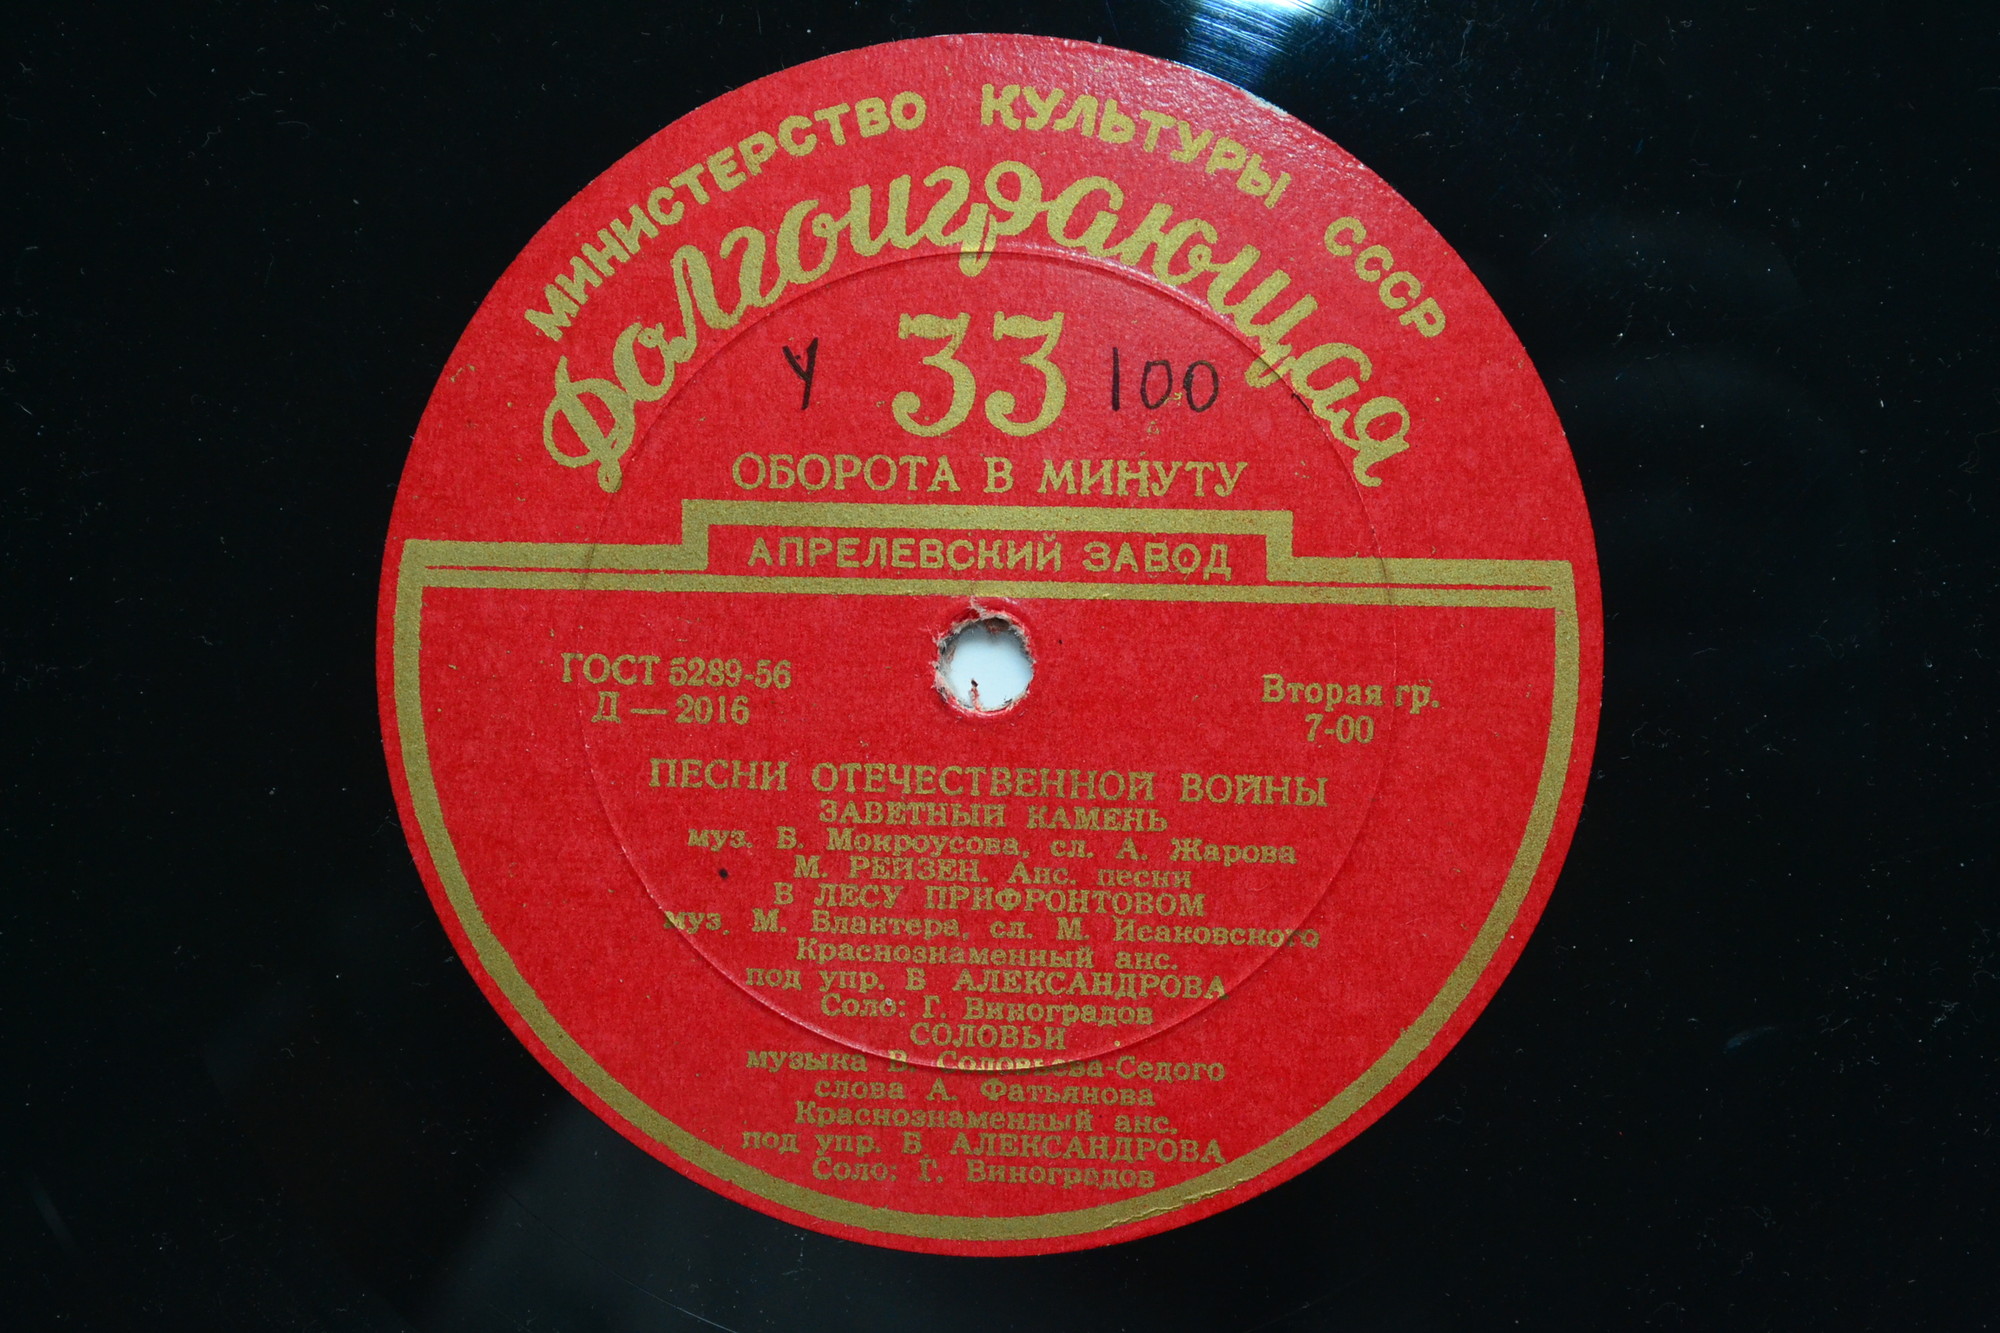 МИНИСТЕРСТВО КУЛЬТУРЫ СССР
Долгоиграющая
У 33 100
ОБОРОТА В МИНУТУ
АПРЕЛЕВСКИЙ ЗАВОД
ГОСТ 5289-56
Д — 2016
Вторая гр.
7-00
ПЕСНИ ОТЕЧЕСТВЕННОЙ ВОЙНЫ
ЗАВЕТНЫЙ КАМЕНЬ
муз. Б. Мокроусова, сл. А. Жарова
М. РЕЙЗЕН. Анс. песни
В ЛЕСУ ПРИФРОНТОВОМ
муз. М. Блантера, сл. М. Исаковского
Краснознаменный анс.
под упр. Б АЛЕКСАНДРОВА
Соло: Г. Виноградов
СОЛОВЬИ
музыка В. Соловьева-Седого
слова А. Фатьянова
Краснознаменный анс.
под упр. Б АЛЕКСАНДРОВА
Соло: Г. Виноградов